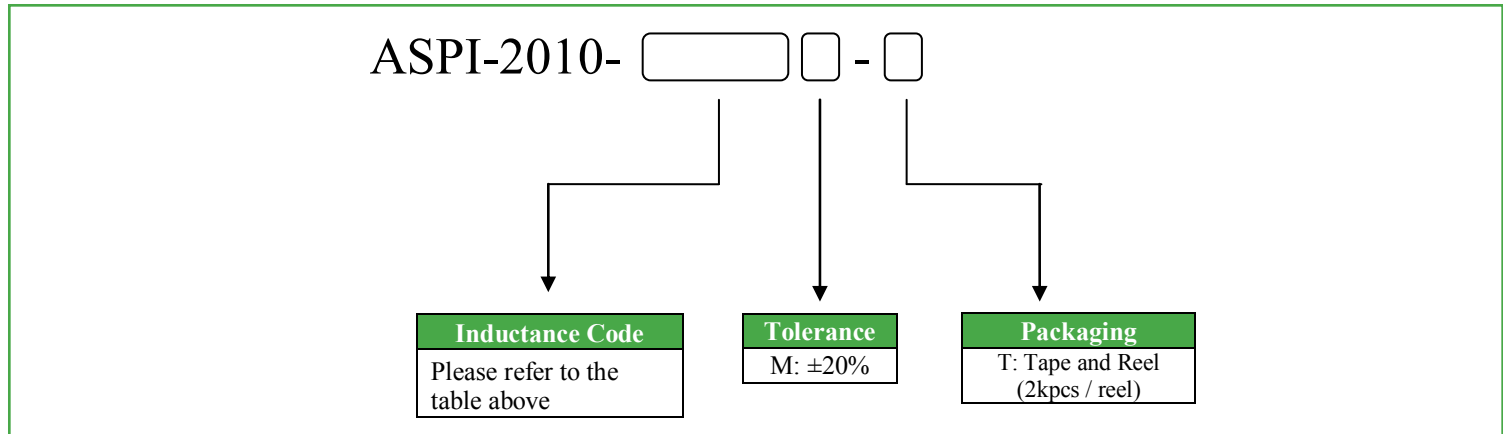 ASPI-2010- -
Inductance Code
Please refer to the
table above
Tolerance
M: ±20%
Packaging
T: Tape and Reel
(2kpcs / reel)